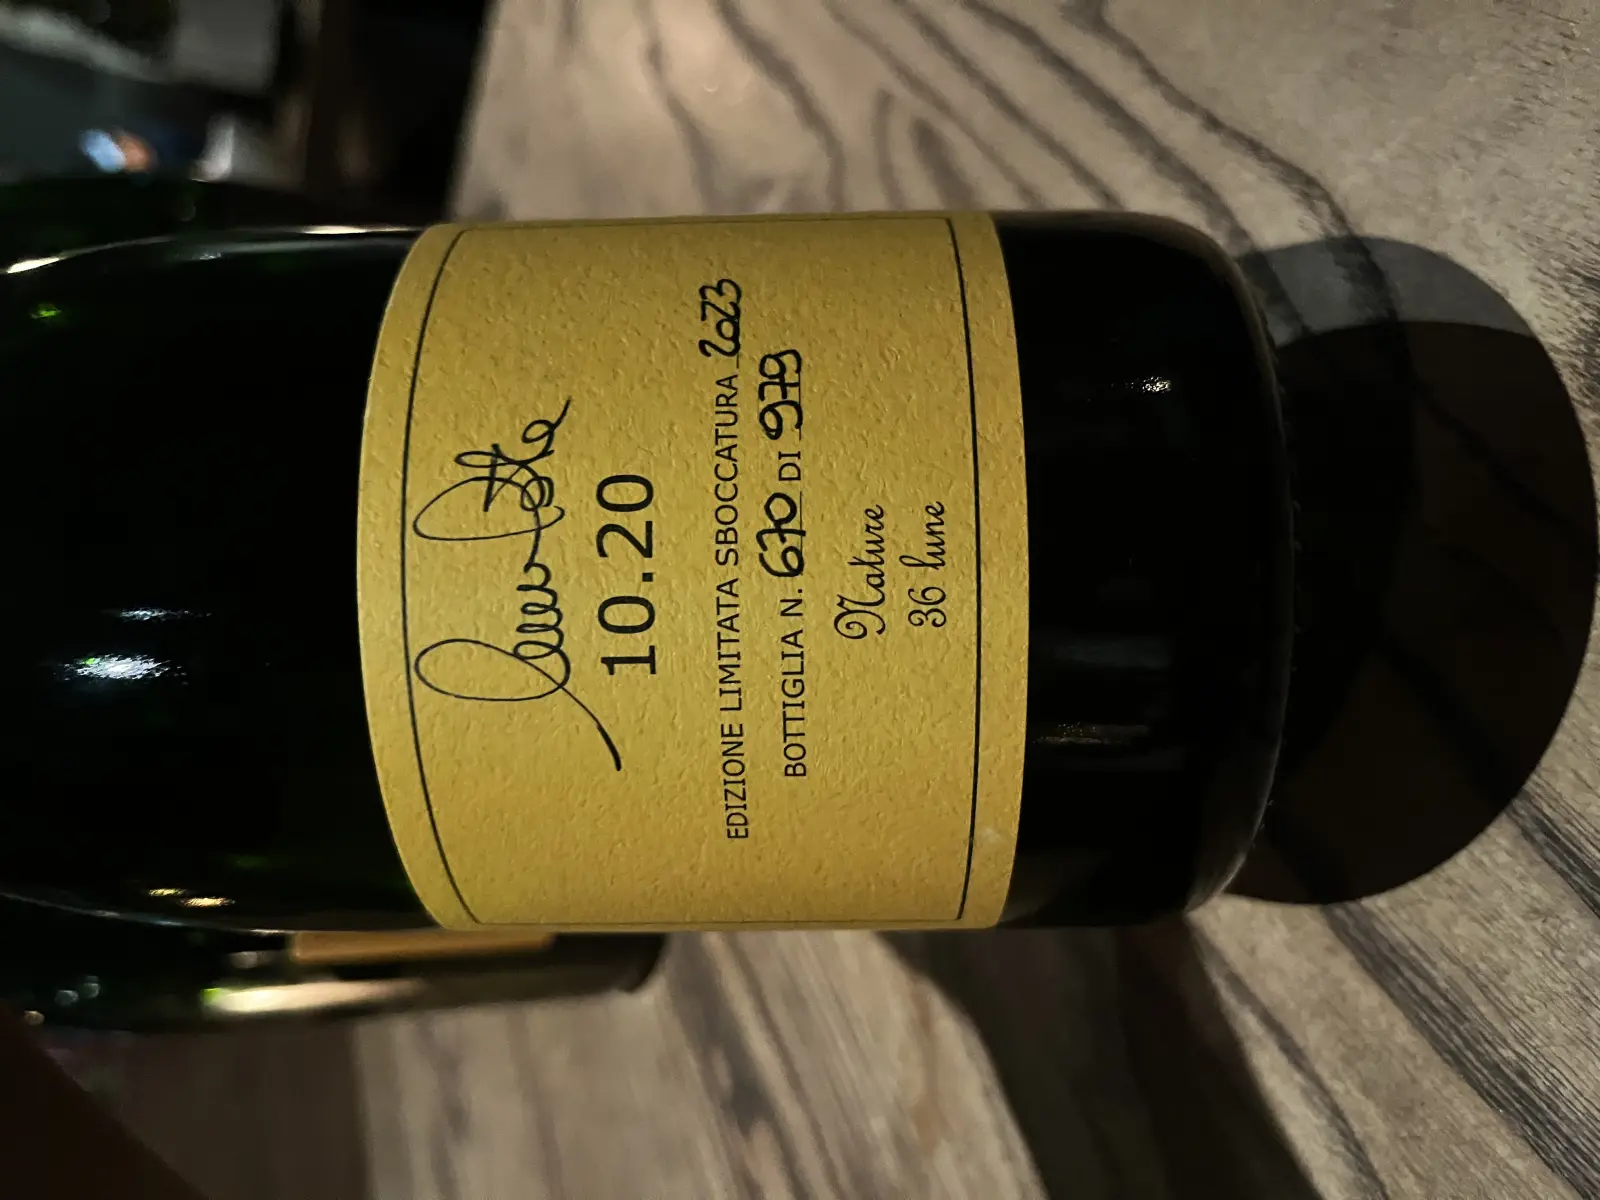 10.20
EDIZIONE LIMITATA SBOCCATURA 2023
BOTTIGLIA N. 670 DI 979
Nature
36 lune